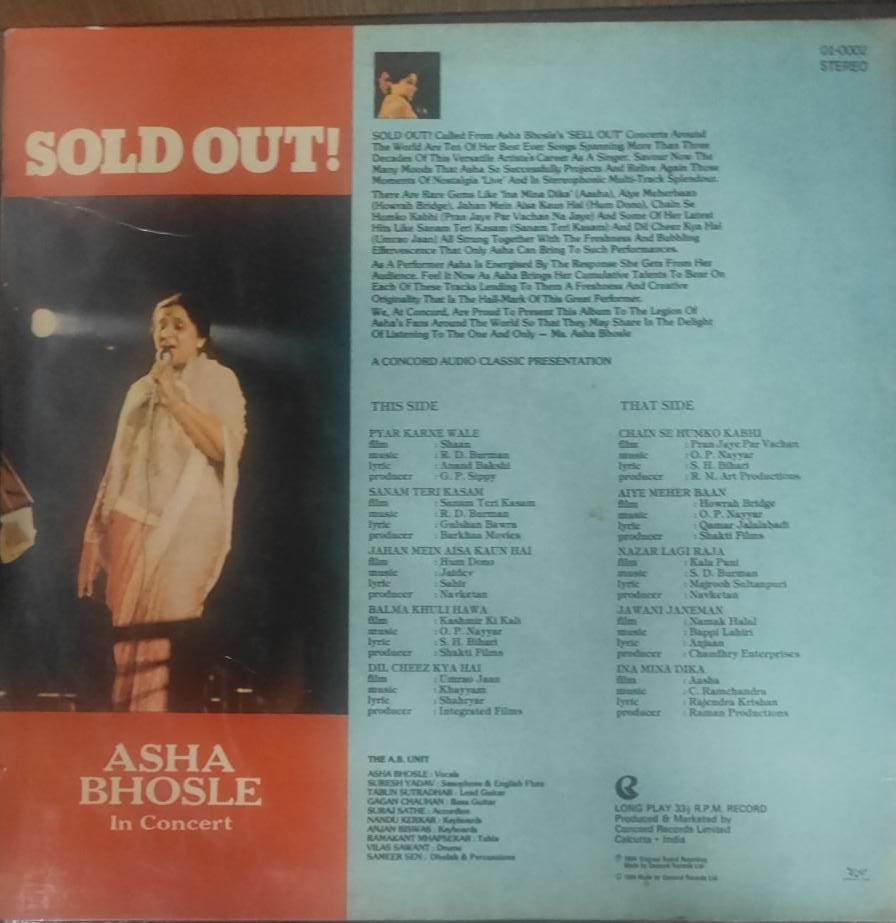 SOLD OUT!
ASHA
BHOSLE
In Concert
01-0002
STEREO
SOLD OUT! Called From Asha Bhosle's 'SELL OUT' Concerts Around
The World Are Ten Of Her Best Ever Songs Spanning More Than Three
Decades Of This Versatile Artiste's Career As A Singer. Savour Now The
Many Moods That Asha So Successfully Projects And Relive Again Those
Moments Of Nostalgia 'Live' And In Stereophonic Multi-Track Splendour.
There Are Rare Gems Like 'Ina Mina Dika' (Aasha), Aiye Meherbaan
(Howrah Bridge), Jahan Mein Aisa Kaun Hai (Hum Dono), Chain Se
Humko Kabhi (Pran Jaye Par Vachan Na Jaye) And Some Of Her Latest
Hits Like Sanam Teri Kasam (Sanam Teri Kasam) And Dil Cheez Kya Hai
(Umrao Jaan) All Strung Together With The Freshness And Bubbling
Effervescence That Only Asha Can Bring To Such Performances.
As A Performer Asha Is Energised By The Response She Gets From Her
Audience. Feel It Now As Asha Brings Her Cumulative Talents To Bear On
Each Of These Tracks Lending To Them A Freshness And Creative
Originality That Is The Hall-Mark Of This Great Performer.
We, At Concord, Are Proud To Present This Album To The Legion Of
Asha's Fans Around The World So That They May Share In The Delight
Of Listening To The One And Only — Ms. Asha Bhosle
A CONCORD AUDIO CLASSIC PRESENTATION
THIS SIDE
PYAR KARNE WALE
film : Shaan
music : R. D. Burman
lyric : Anand Bakshi
producer : G. P. Sippy
SANAM TERI KASAM
film : Sanam Teri Kasam
music : R. D. Burman
lyric : Gulshan Bawra
producer : Barkhaa Movies
JAHAN MEIN AISA KAUN HAI
film : Hum Dono
music : Jaidev
lyric : Sahir
producer : Navketan
BALMA KHULI HAWA
film : Kashmir Ki Kali
music : O. P. Nayyar
lyric : S. H. Bihari
producer : Shakti Films
DIL CHEEZ KYA HAI
film : Umrao Jaan
music : Khayyam
lyric : Shahryar
producer : Integrated Films
THAT SIDE
CHAIN SE HUMKO KABHI
film : Pran Jaye Par Vachan
music : O. P. Nayyar
lyric : S. H. Bihari
producer : R. M. Art Productions
AIYE MEHER BAAN
film : Howrah Bridge
music : O. P. Nayyar
lyric : Qamar Jalalabadi
producer : Shakti Films
NAZAR LAGI RAJA
film : Kala Pani
music : S. D. Burman
lyric : Majrooh Sultanpuri
producer : Navketan
JAWANI JANEMAN
film : Namak Halal
music : Bappi Lahiri
lyric : Anjaan
producer : Chaudhry Enterprises
INA MINA DIKA
film : Aasha
music : C. Ramchandra
lyric : Rajendra Krishan
producer : Raman Productions
THE A.B. UNIT
ASHA BHOSLE : Vocals
SURESH YADAV : Saxophone & English Flute
TABUN SUTRADHAR : Lead Guitar
GAGAN CHAUHAN : Bass Guitar
SURAJ SATHE : Accordion
NANDU KERKAR : Keyboards
ANJAN BISWAS : Keyboards
RAMAKANT MHAPSEKAR : Tabla
VILAS SAWANT : Drums
SAMEER SEN : Dholak & Percussions
LONG PLAY 33⅓ R.P.M. RECORD
Produced & Marketed by
Concord Records Limited
Calcutta • India
℗ 1984 Original Sound Recording
Made by Concord Records Ltd.
© 1984 Made by Concord Records Ltd.